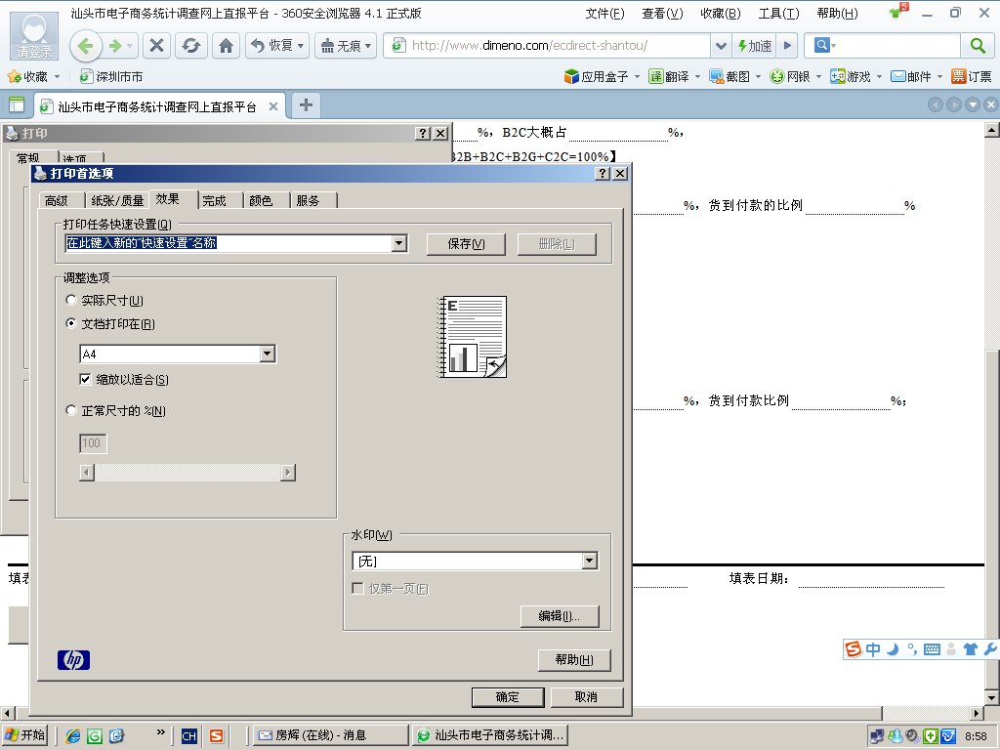 汕头市电子商务统计调查网上直报平台 - 360安全浏览器 4.1 正式版
文件(F) 查看(V) 收藏(B) 工具(T) 帮助(H) 5
请登录
恢复 无痕 http://www.dimeno.com/ecdirect-shantou/ 加速
收藏 深圳市市 应用盒子 译 翻译 截图 网银 游戏 邮件 票 订票
汕头市电子商务统计调查网上直报平台
打印
%，B2C大概占 %，
常规 选项
B2B+B2C+B2G+C2C=100%】
打印首选项
高级 纸张/质量 效果 完成 颜色 服务
%，货到付款的比例 %
打印任务快速设置(Q)
在此键入新的"快速设置"名称 保存(V) 删除(L)
调整选项
实际尺寸(U)
E
文档打印在(R)
A4
缩放以适合(S)
%，货到付款比例 %；
正常尺寸的 %(N)
100
水印(W)
[无]
填表 填表日期：
仅第一页(F)
编辑(I)...
中
hp
帮助(H)
确定 取消
开始 » CH S 房辉 (在线) - 消息 汕头市电子商务统计调... 8:58